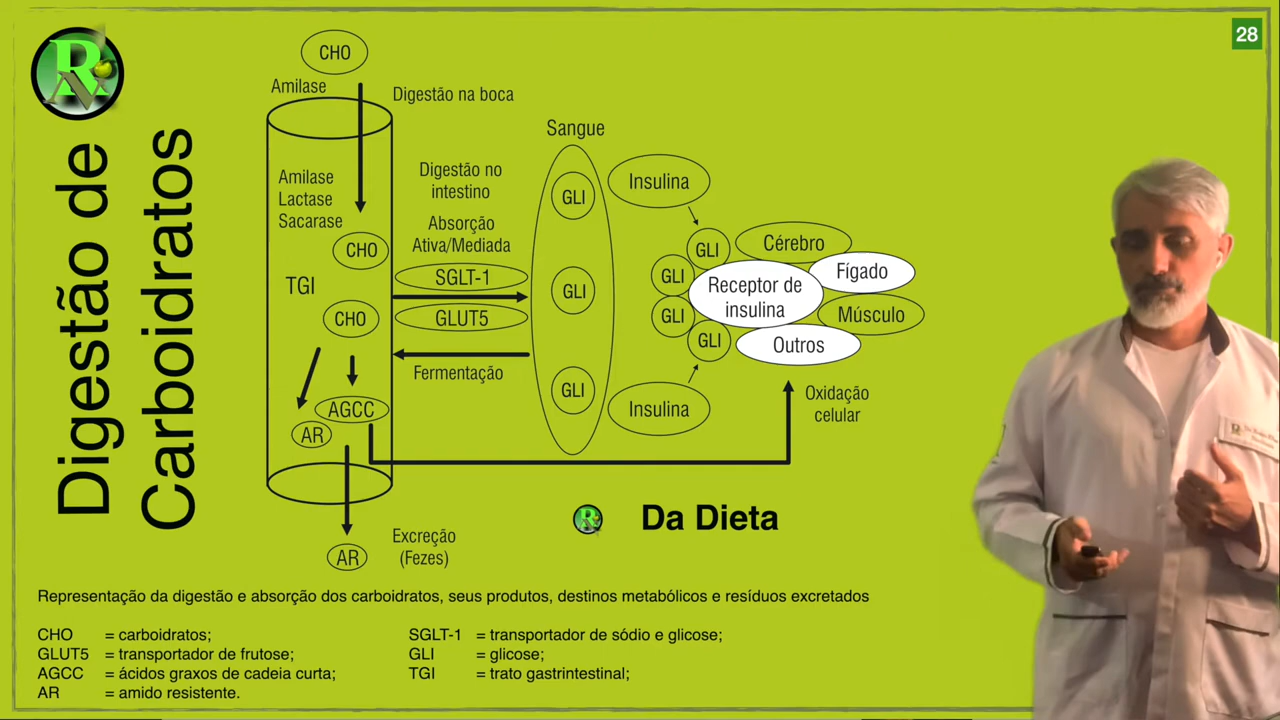 28
Digestão de
Carboidratos
CHO
Amilase
Digestão na boca
Amilase
Lactase
Sacarase
CHO
TGI
CHO
AGCC
AR
AR
Excreção
(Fezes)
Digestão no
intestino
Absorção
Ativa/Mediada
SGLT-1
GLUT5
Fermentação
Sangue
GLI
GLI
GLI
Insulina
Insulina
GLI
GLI
GLI
GLI
Receptor de
insulina
Cérebro
Fígado
Músculo
Outros
Oxidação
celular
Da Dieta
Representação da digestão e absorção dos carboidratos, seus produtos, destinos metabólicos e resíduos excretados
CHO = carboidratos;
GLUT5 = transportador de frutose;
AGCC = ácidos graxos de cadeia curta;
AR = amido resistente.
SGLT-1 = transportador de sódio e glicose;
GLI = glicose;
TGI = trato gastrintestinal;